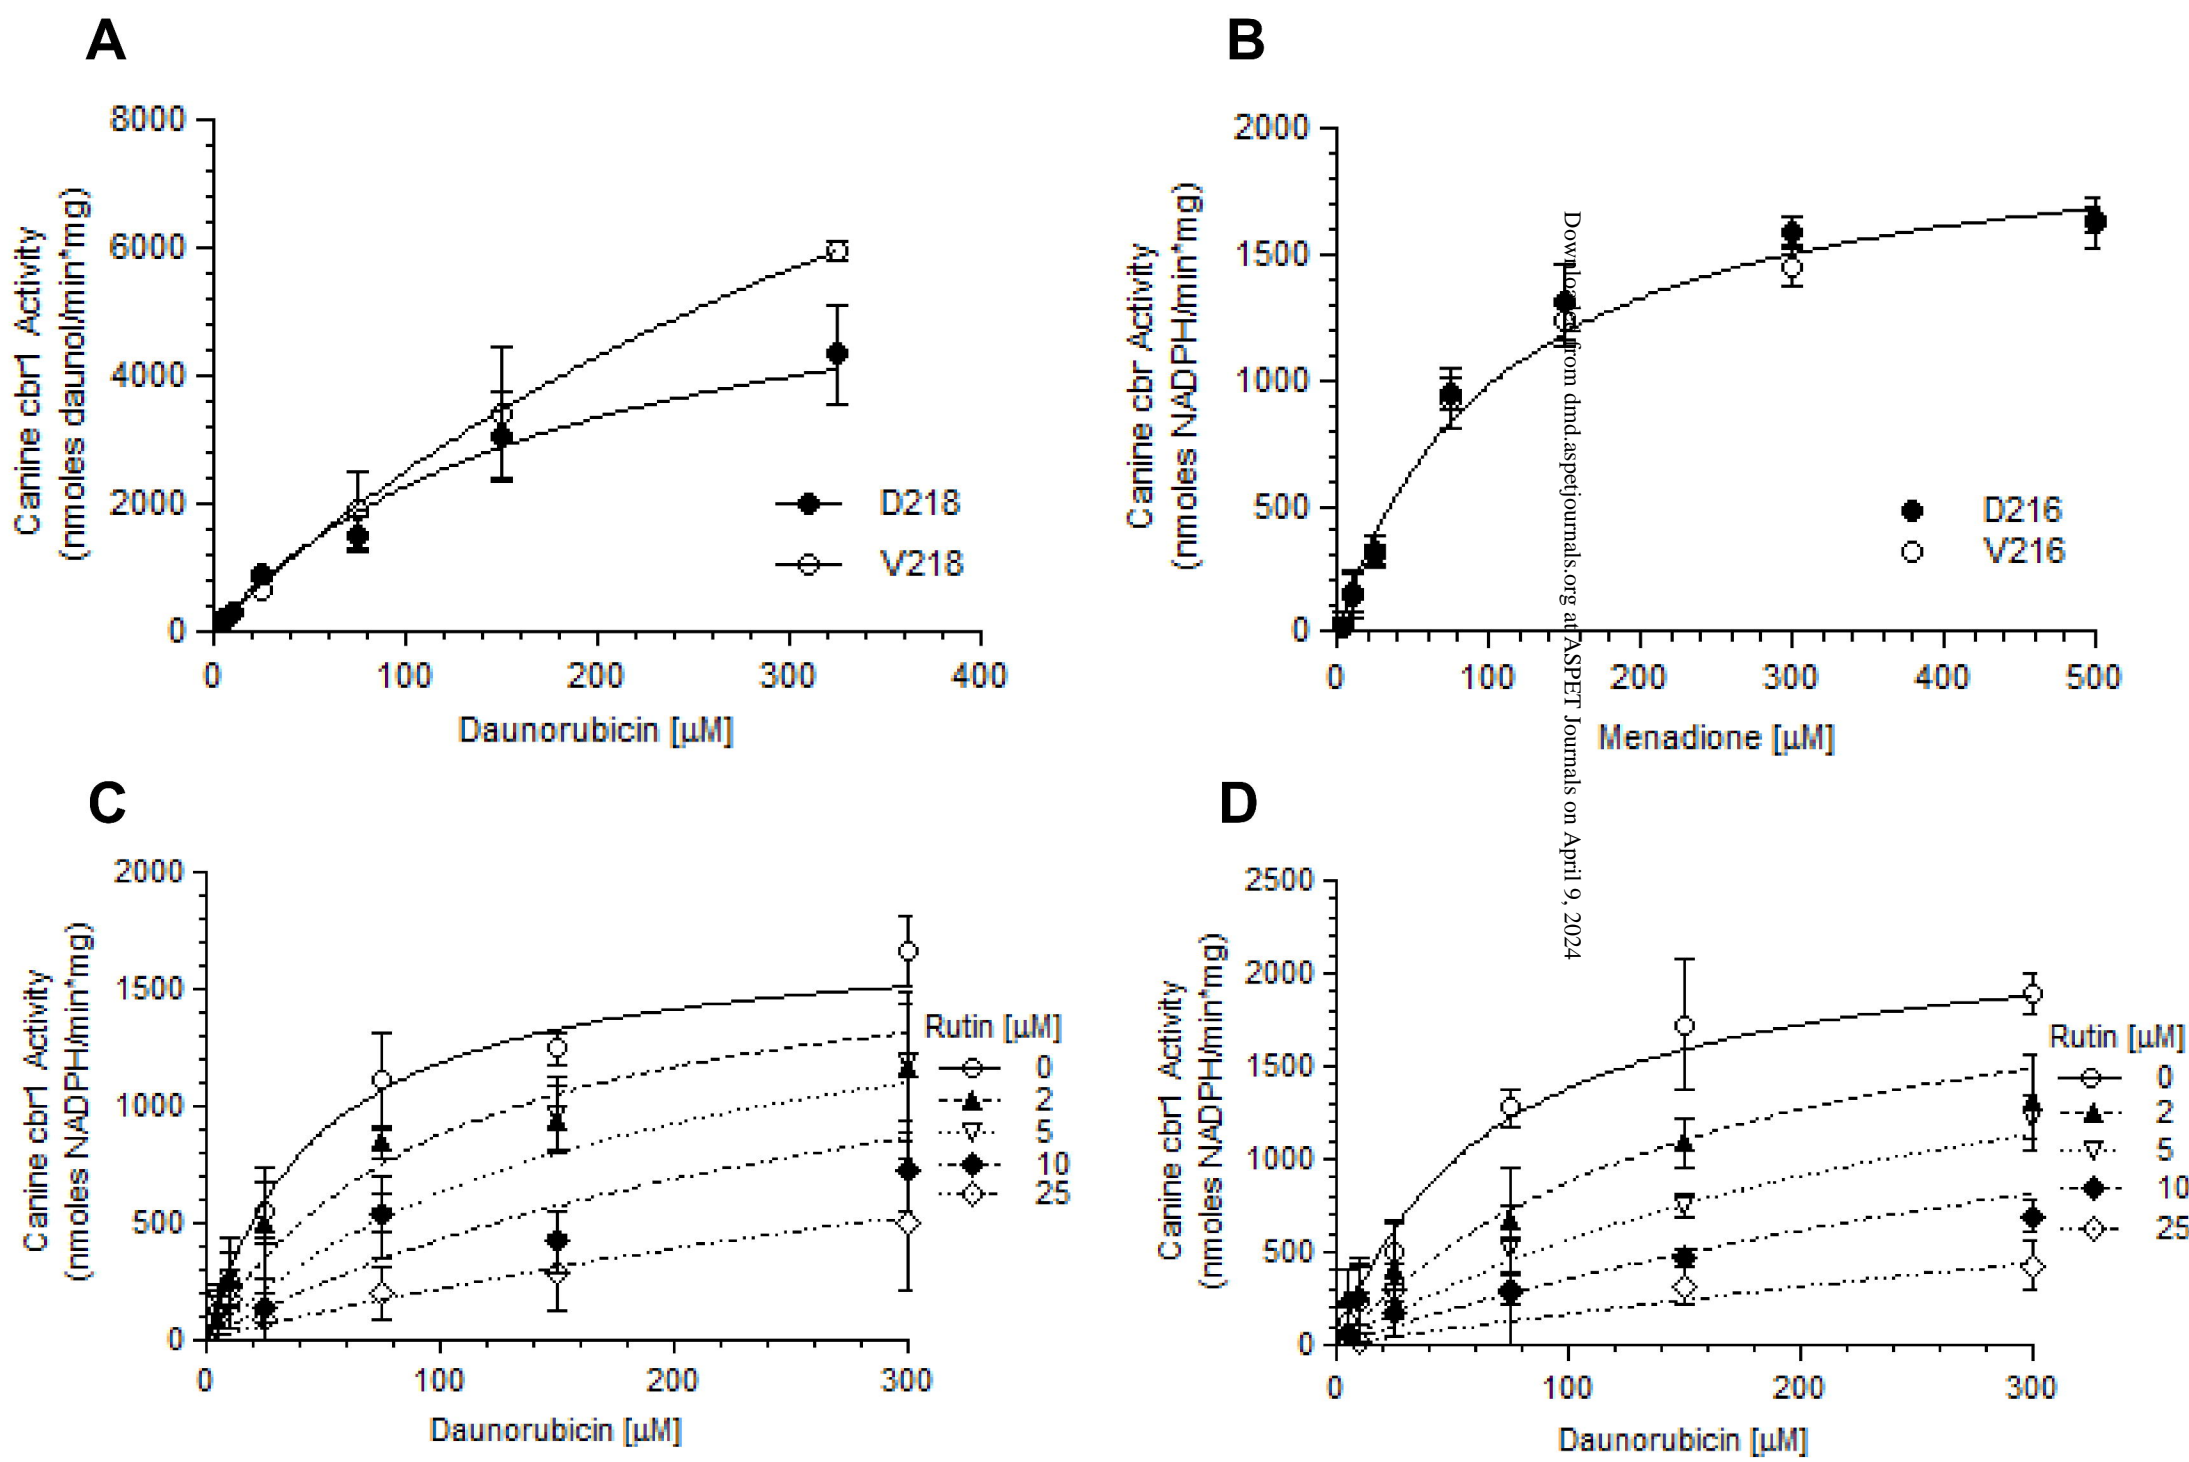 A
8000
6000
4000
2000
0
0
100
200
300
400
Canine cbr1 Activity
(nmoles daunol/min*mg)
D218
V218
Daunorubicin [µM]
B
2000
1500
1000
500
0
0
100
200
300
400
500
Canine cbr Activity
(nmoles NADPH/min*mg)
D216
V216
Menadione [µM]
Downloaded from dmd.aspetjournals.org at ASPET Journals on April 9, 2024
C
2000
1500
1000
500
0
0
100
200
300
Canine cbr1 Activity
(nmoles NADPH/min*mg)
Rutin [µM]
0
2
5
10
25
Daunorubicin [µM]
D
2500
2000
1500
1000
500
0
0
100
200
300
Canine cbr1 Activity
(nmoles NADPH/min*mg)
Rutin [µM]
0
2
5
10
25
Daunorubicin [µM]